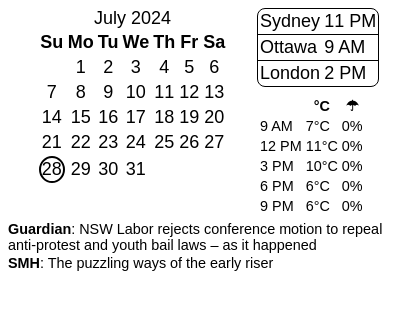 July 2024
Su Mo Tu We Th Fr Sa
1 2 3 4 5 6
7 8 9 10 11 12 13
14 15 16 17 18 19 20
21 22 23 24 25 26 27
28 29 30 31
Sydney 11 PM
Ottawa 9 AM
London 2 PM
°C ☂
9 AM 7°C 0%
12 PM 11°C 0%
3 PM 10°C 0%
6 PM 6°C 0%
9 PM 6°C 0%
Guardian: NSW Labor rejects conference motion to repeal
anti-protest and youth bail laws – as it happened
SMH: The puzzling ways of the early riser